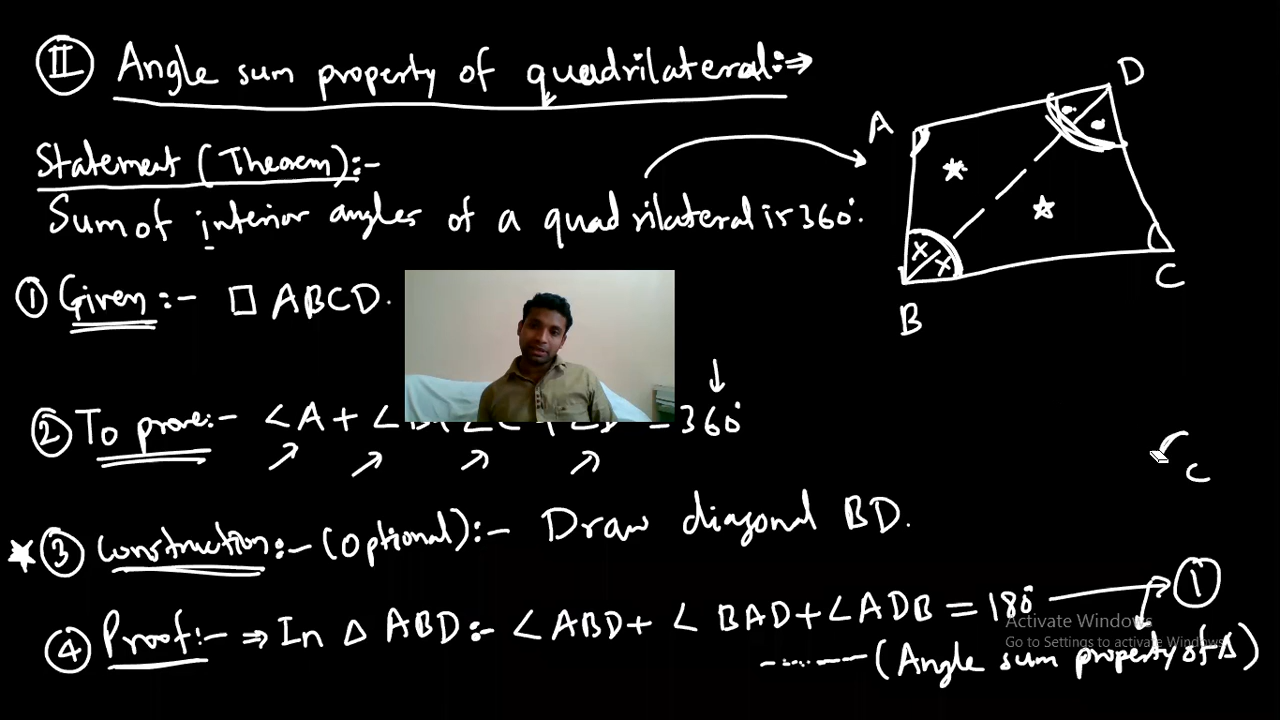 II Angle sum property of quadrilateral:⇒
Statement (Theorem):-
Sum of interior angles of a quadrilateral is 360°.
① Given:- □ ABCD.
② To prove:- ∠A + ∠B + ∠C + ∠D = 360°
③ Construction:- (Optional):- Draw diagonal BD.
④ Proof:- ⇒ In △ ABD:- ∠ABD + ∠BAD + ∠ADB = 180° → ①
------(Angle sum property of Δ)
D
A
B
C
C
Activate Windows
Go to Settings to activate Windows.